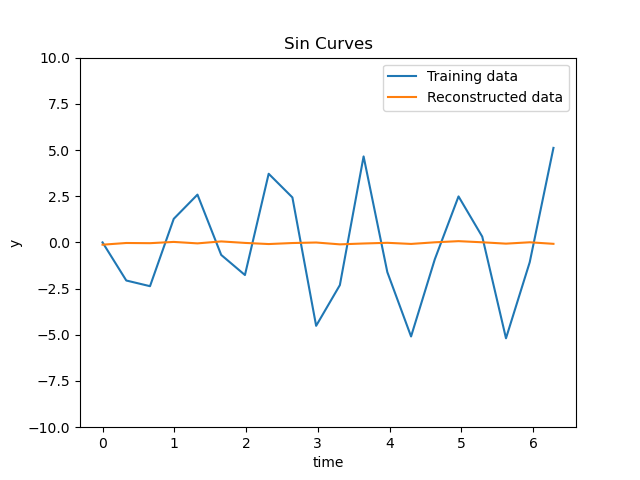 Sin Curves
Training data
Reconstructed data
10.0
7.5
5.0
2.5
0.0
−2.5
−5.0
−7.5
−10.0
y
0 1 2 3 4 5 6
time